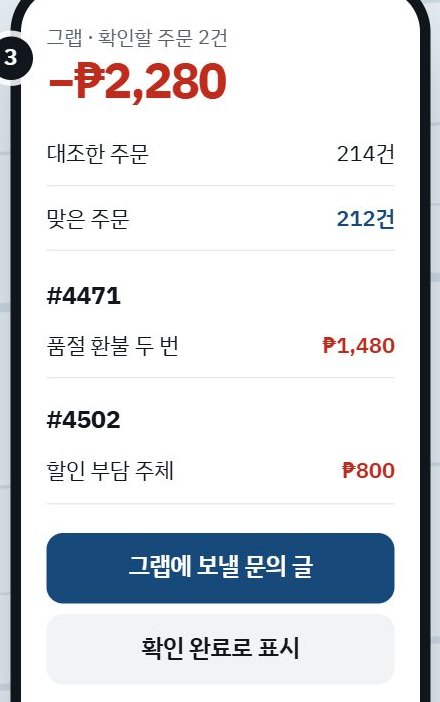 3
그랩 · 확인할 주문 2건
−₱2,280
대조한 주문 214건
맞은 주문 212건
#4471
품절 환불 두 번 ₱1,480
#4502
할인 부담 주체 ₱800
그랩에 보낼 문의 글
확인 완료로 표시